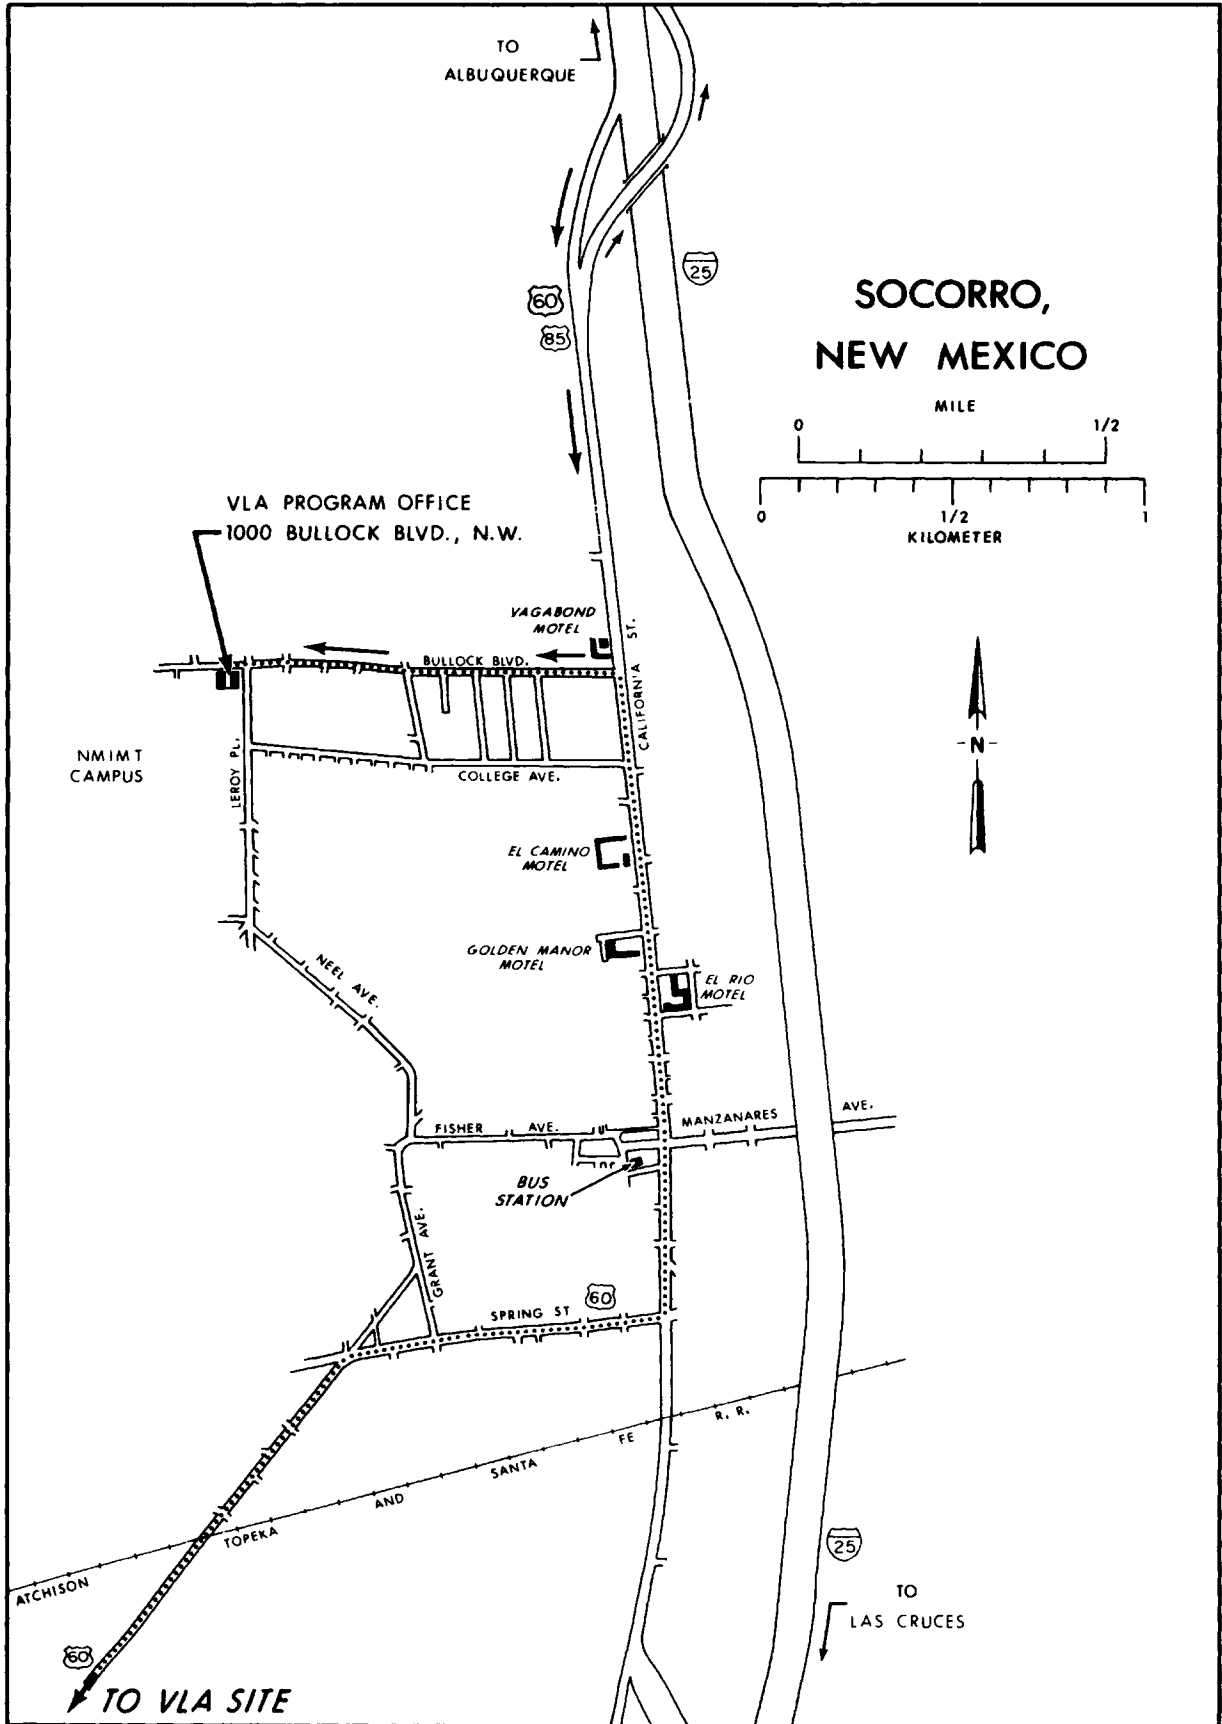 TO
ALBUQUERQUE
25
60
85
SOCORRO,
NEW MEXICO
MILE
0 1/2
0 1/2 1
KILOMETER
VLA PROGRAM OFFICE
1000 BULLOCK BLVD., N.W.
VAGABOND
MOTEL
CALIFORN'A ST.
BULLOCK BLVD.
N
NMIMT
CAMPUS
LEROY PL.
COLLEGE AVE.
EL CAMINO
MOTEL
GOLDEN MANOR
MOTEL
NEEL AVE.
EL RIO
MOTEL
MANZANARES AVE.
FISHER AVE.
BUS
STATION
GRANT AVE.
60
SPRING ST
ATCHISON TOPEKA AND SANTA FE R. R.
25
TO
LAS CRUCES
60
TO VLA SITE